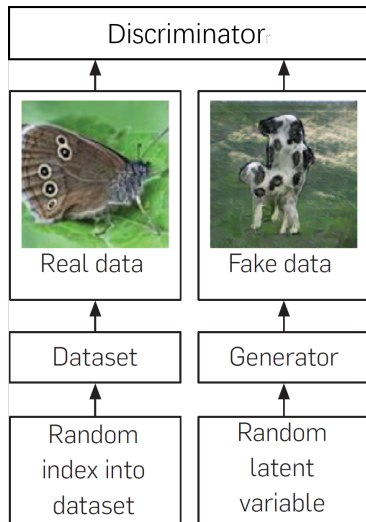 Discriminator
Real data
Fake data
Dataset
Generator
Random
index into
dataset
Random
latent
variable